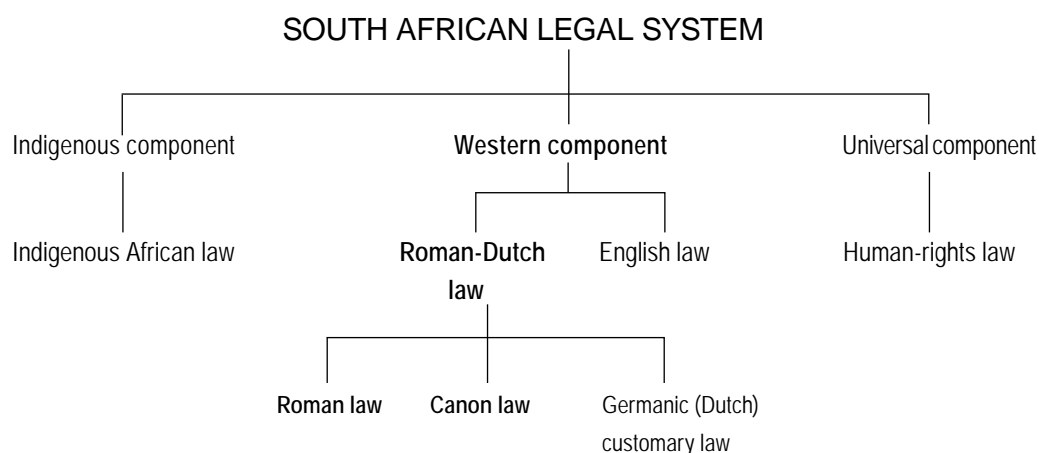 SOUTH AFRICAN LEGAL SYSTEM
Indigenous component
Western component
Universal component
Indigenous African law
Roman-Dutch
law
English law
Human-rights law
Roman law
Canon law
Germanic (Dutch)
customary law